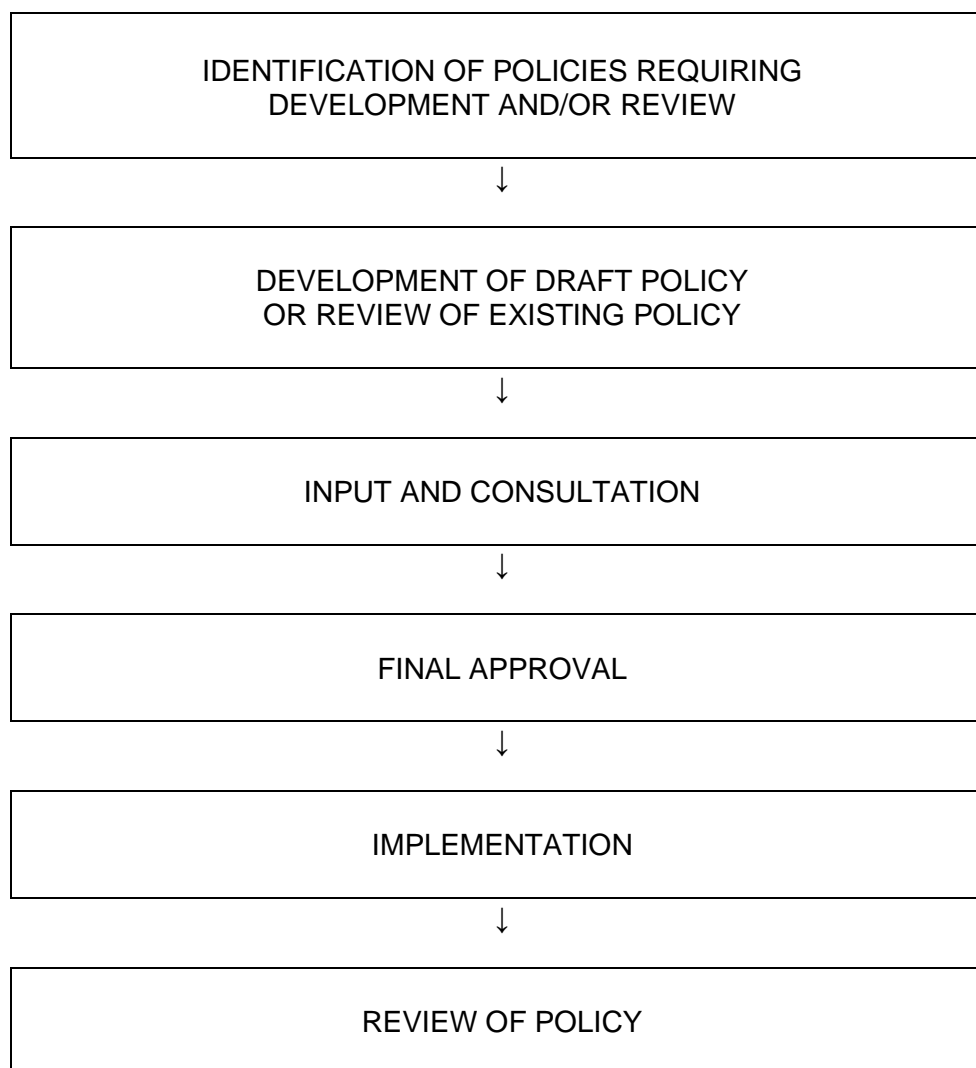 IDENTIFICATION OF POLICIES REQUIRING
DEVELOPMENT AND/OR REVIEW
↓
DEVELOPMENT OF DRAFT POLICY
OR REVIEW OF EXISTING POLICY
↓
INPUT AND CONSULTATION
↓
FINAL APPROVAL
↓
IMPLEMENTATION
↓
REVIEW OF POLICY